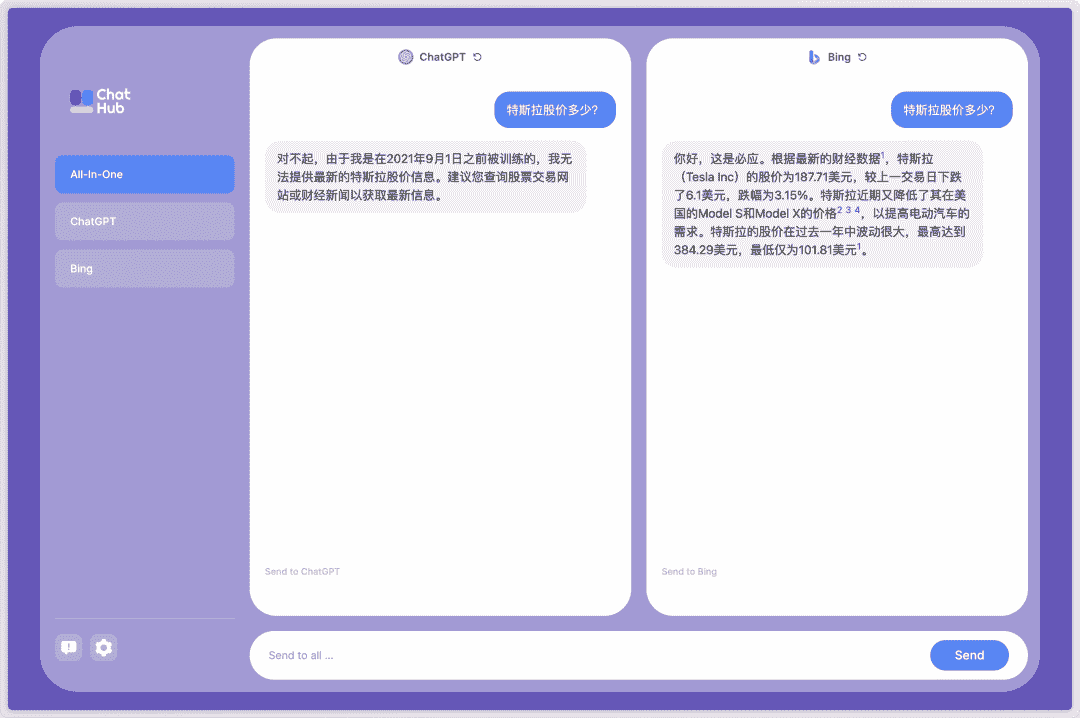 Chat
Hub
All-In-One
ChatGPT
Bing
ChatGPT
特斯拉股价多少？
对不起，由于我是在2021年9月1日之前被训练的，我无
法提供最新的特斯拉股价信息。建议您查询股票交易网
站或财经新闻以获取最新信息。
Send to ChatGPT
Bing
特斯拉股价多少？
你好，这是必应。根据最新的财经数据1，特斯拉
（Tesla Inc）的股价为187.71美元，较上一交易日下跌
了6.1美元，跌幅为3.15%。特斯拉近期又降低了其在美
国的Model S和Model X的价格2 3 4，以提高电动汽车的
需求。特斯拉的股价在过去一年中波动很大，最高达到
384.29美元，最低仅为101.81美元1。
Send to Bing
Send to all ...
Send